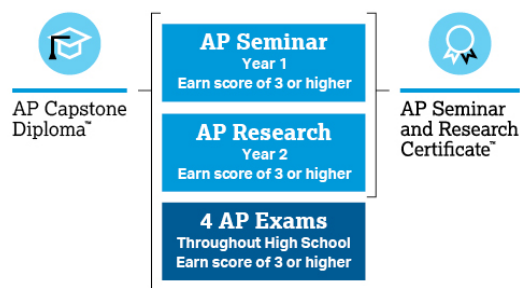 AP Capstone
Diploma™
AP Seminar
Year 1
Earn score of 3 or higher
AP Research
Year 2
Earn score of 3 or higher
4 AP Exams
Throughout High School
Earn score of 3 or higher
AP Seminar
and Research
Certificate™